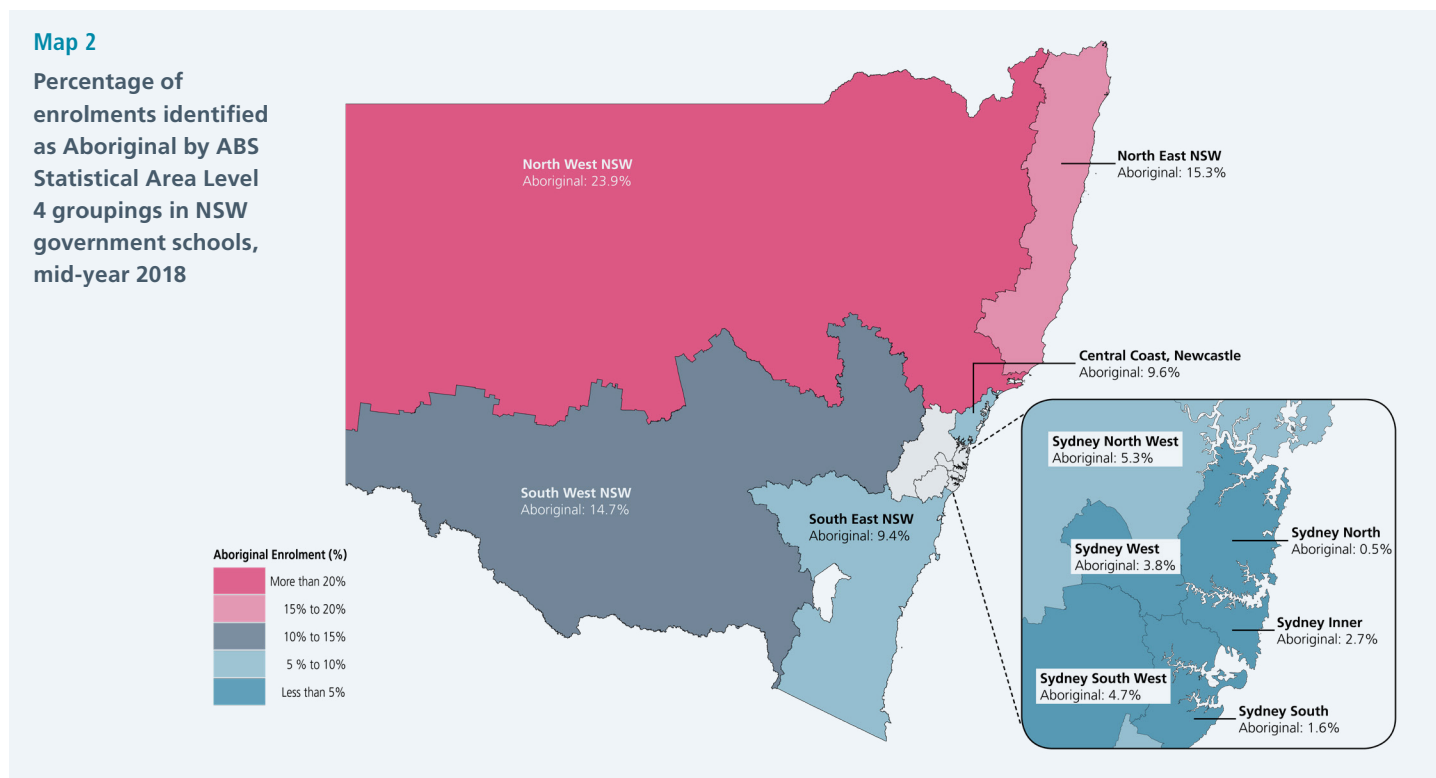 Map 2
Percentage of
enrolments identified
as Aboriginal by ABS
Statistical Area Level
4 groupings in NSW
government schools,
mid-year 2018
North West NSW
Aboriginal: 23.9%
North East NSW
Aboriginal: 15.3%
Central Coast, Newcastle
Aboriginal: 9.6%
South West NSW
Aboriginal: 14.7%
South East NSW
Aboriginal: 9.4%
Sydney North West
Aboriginal: 5.3%
Sydney North
Aboriginal: 0.5%
Sydney West
Aboriginal: 3.8%
Sydney Inner
Aboriginal: 2.7%
Sydney South West
Aboriginal: 4.7%
Sydney South
Aboriginal: 1.6%
Aboriginal Enrolment (%)
More than 20%
15% to 20%
10% to 15%
5 % to 10%
Less than 5%